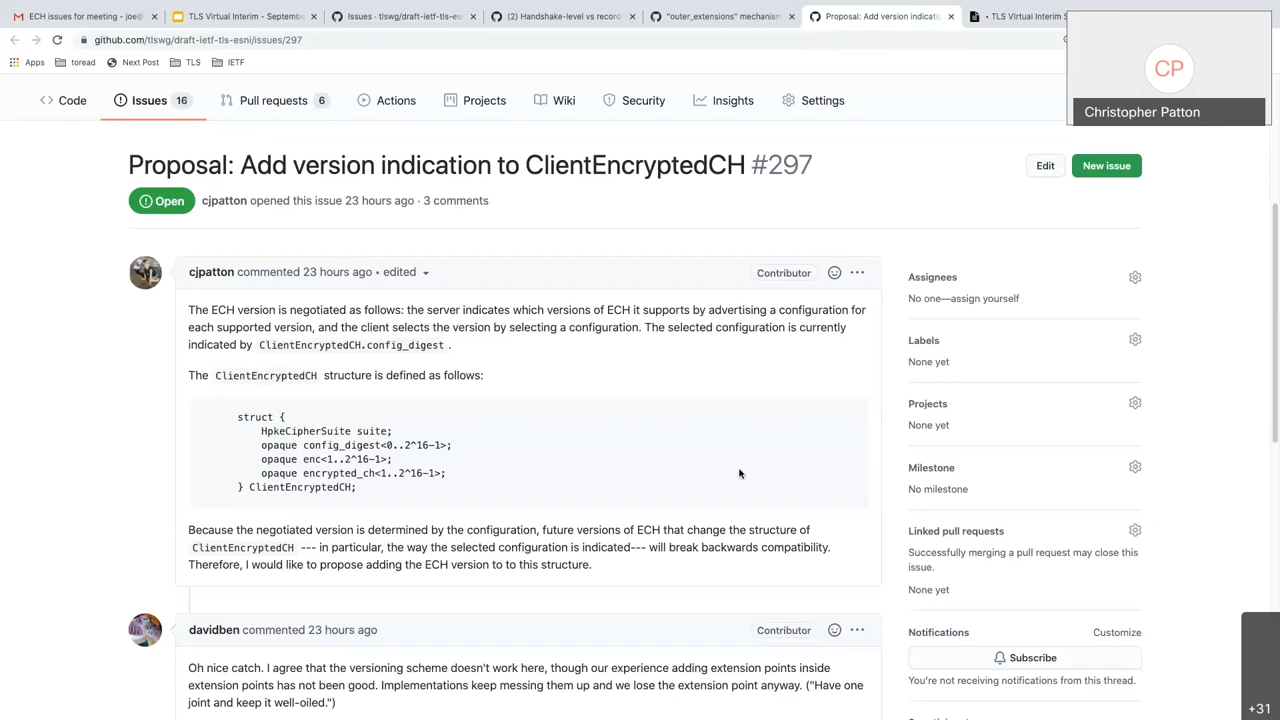 ECH issues for meeting - joe@
TLS Virtual Interim - Septembe
Issues · tlswg/draft-ietf-tls-esn
(2) Handshake-level vs record
"outer_extensions" mechanism
Proposal: Add version indicatio
• TLS Virtual Interim S
github.com/tlswg/draft-ietf-tls-esni/issues/297
Apps
toread
Next Post
TLS
IETF
CP
Christopher Patton
Code
Issues 16
Pull requests 6
Actions
Projects
Wiki
Security
Insights
Settings
Proposal: Add version indication to ClientEncryptedCH #297
Edit
New issue
Open
cjpatton opened this issue 23 hours ago · 3 comments
cjpatton commented 23 hours ago • edited
Contributor
The ECH version is negotiated as follows: the server indicates which versions of ECH it supports by advertising a configuration for
each supported version, and the client selects the version by selecting a configuration. The selected configuration is currently
indicated by ClientEncryptedCH.config_digest .
The ClientEncryptedCH structure is defined as follows:
struct {
HpkeCipherSuite suite;
opaque config_digest<0..2^16-1>;
opaque enc<1..2^16-1>;
opaque encrypted_ch<1..2^16-1>;
} ClientEncryptedCH;
Because the negotiated version is determined by the configuration, future versions of ECH that change the structure of
ClientEncryptedCH --- in particular, the way the selected configuration is indicated--- will break backwards compatibility.
Therefore, I would like to propose adding the ECH version to to this structure.
davidben commented 23 hours ago
Contributor
Oh nice catch. I agree that the versioning scheme doesn't work here, though our experience adding extension points inside
extension points has not been good. Implementations keep messing them up and we lose the extension point anyway. ("Have one
joint and keep it well-oiled.")
Assignees
No one—assign yourself
Labels
None yet
Projects
None yet
Milestone
No milestone
Linked pull requests
Successfully merging a pull request may close this
issue.
None yet
Notifications
Customize
Subscribe
You're not receiving notifications from this thread.
+31